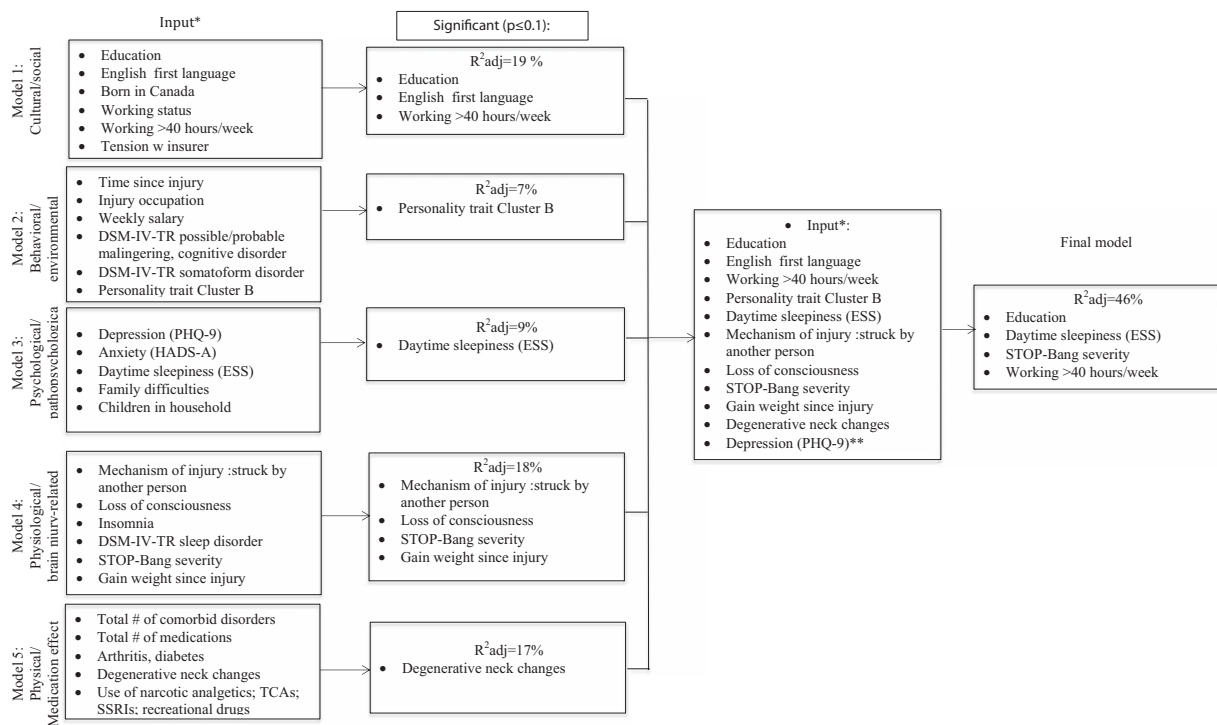 Input*
Significant (p≤0.1):
Model 1:
Cultural/social
• Education
• English first language
• Born in Canada
• Working status
• Working >40 hours/week
• Tension w insurer
R²adj=19 %
• Education
• English first language
• Working >40 hours/week
Model 2:
Behavioral/
environmental
• Time since injury
• Injury occupation
• Weekly salary
• DSM-IV-TR possible/probable
malingering, cognitive disorder
• DSM-IV-TR somatoform disorder
• Personality trait Cluster B
R²adj=7%
• Personality trait Cluster B
Model 3:
Psychological/
pathopsychologica
• Depression (PHQ-9)
• Anxiety (HADS-A)
• Daytime sleepiness (ESS)
• Family difficulties
• Children in household
R²adj=9%
• Daytime sleepiness (ESS)
Model 4:
Physiological/
brain niurv-related
• Mechanism of injury :struck by
another person
• Loss of consciousness
• Insomnia
• DSM-IV-TR sleep disorder
• STOP-Bang severity
• Gain weight since injury
R²adj=18%
• Mechanism of injury :struck by
another person
• Loss of consciousness
• STOP-Bang severity
• Gain weight since injury
Model 5:
Physical/
Medication effect
• Total # of comorbid disorders
• Total # of medications
• Arthritis, diabetes
• Degenerative neck changes
• Use of narcotic analgetics; TCAs;
SSRIs; recreational drugs
R²adj=17%
• Degenerative neck changes
• Input*:
• Education
• English first language
• Working >40 hours/week
• Personality trait Cluster B
• Daytime sleepiness (ESS)
• Mechanism of injury :struck by
another person
• Loss of consciousness
• STOP-Bang severity
• Gain weight since injury
• Degenerative neck changes
• Depression (PHQ-9)**
Final model
R²adj=46%
• Education
• Daytime sleepiness (ESS)
• STOP-Bang severity
• Working >40 hours/week